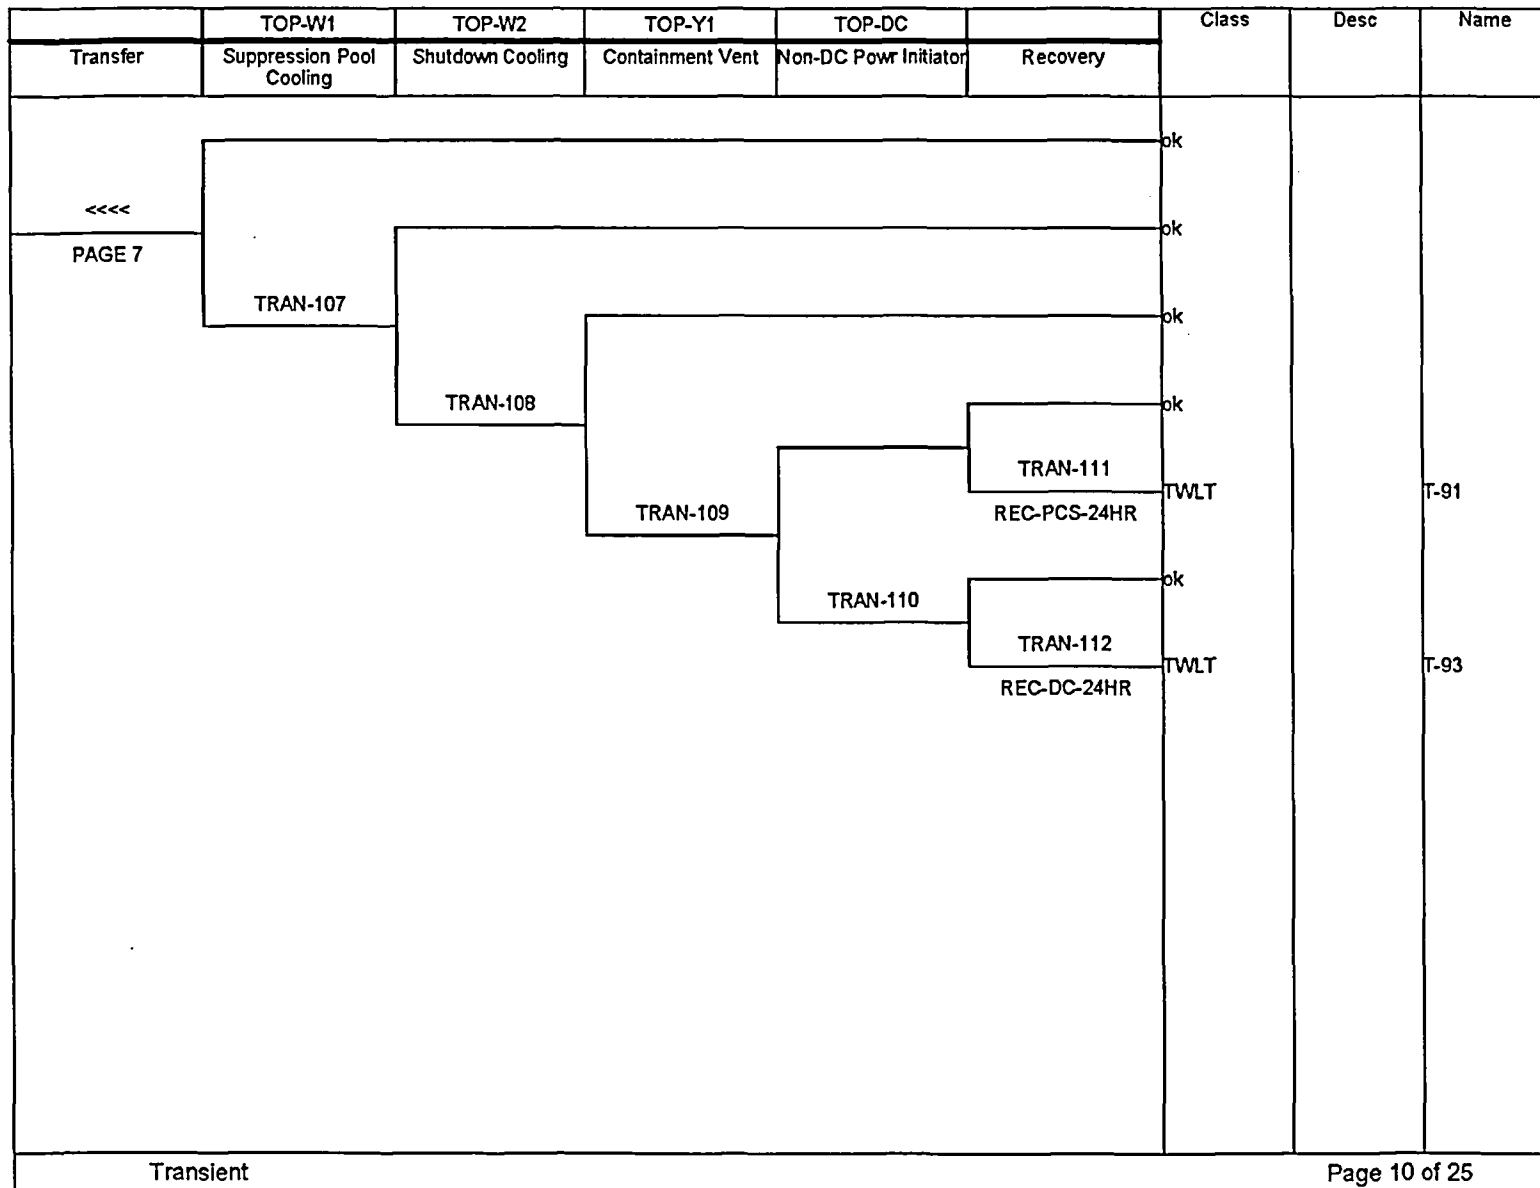 TOP-W1 TOP-W2 TOP-Y1 TOP-DC Class Desc Name
Transfer Suppression Pool Shutdown Cooling Containment Vent Non-DC Powr Initiator Recovery
Cooling
ok
<<<<
ok
PAGE 7
TRAN-107
ok
TRAN-108 ok
TRAN-111
TWLT T-91
TRAN-109 REC-PCS-24HR
ok
TRAN-110
TRAN-112
TWLT T-93
REC-DC-24HR
Transient Page 10 of 25